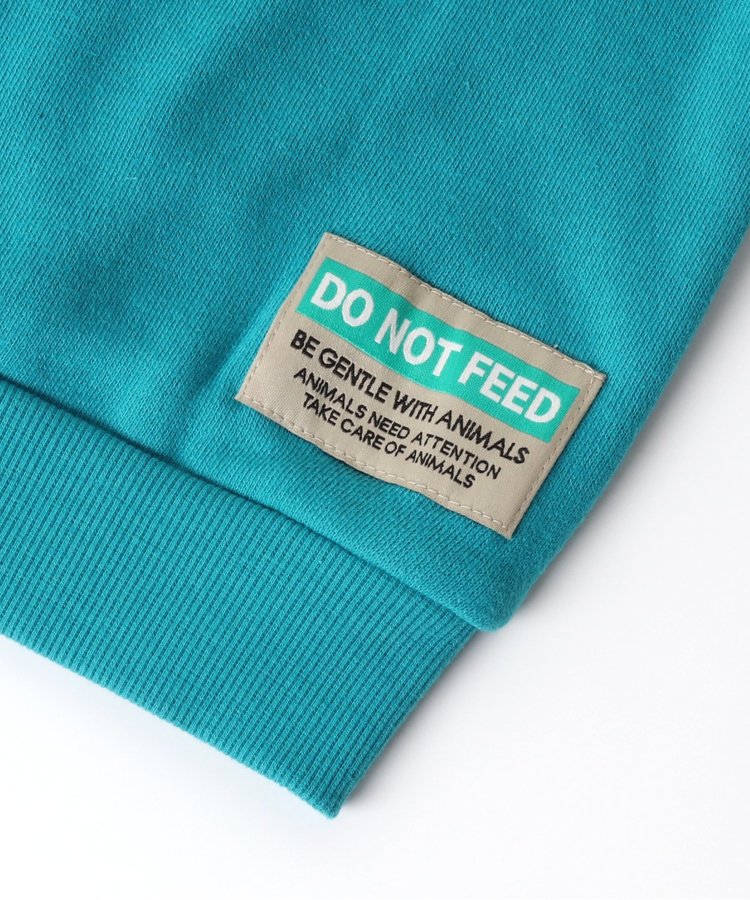 DO NOT FEED
BE GENTLE WITH ANIMALS
ANIMALS NEED ATTENTION
TAKE CARE OF ANIMALS